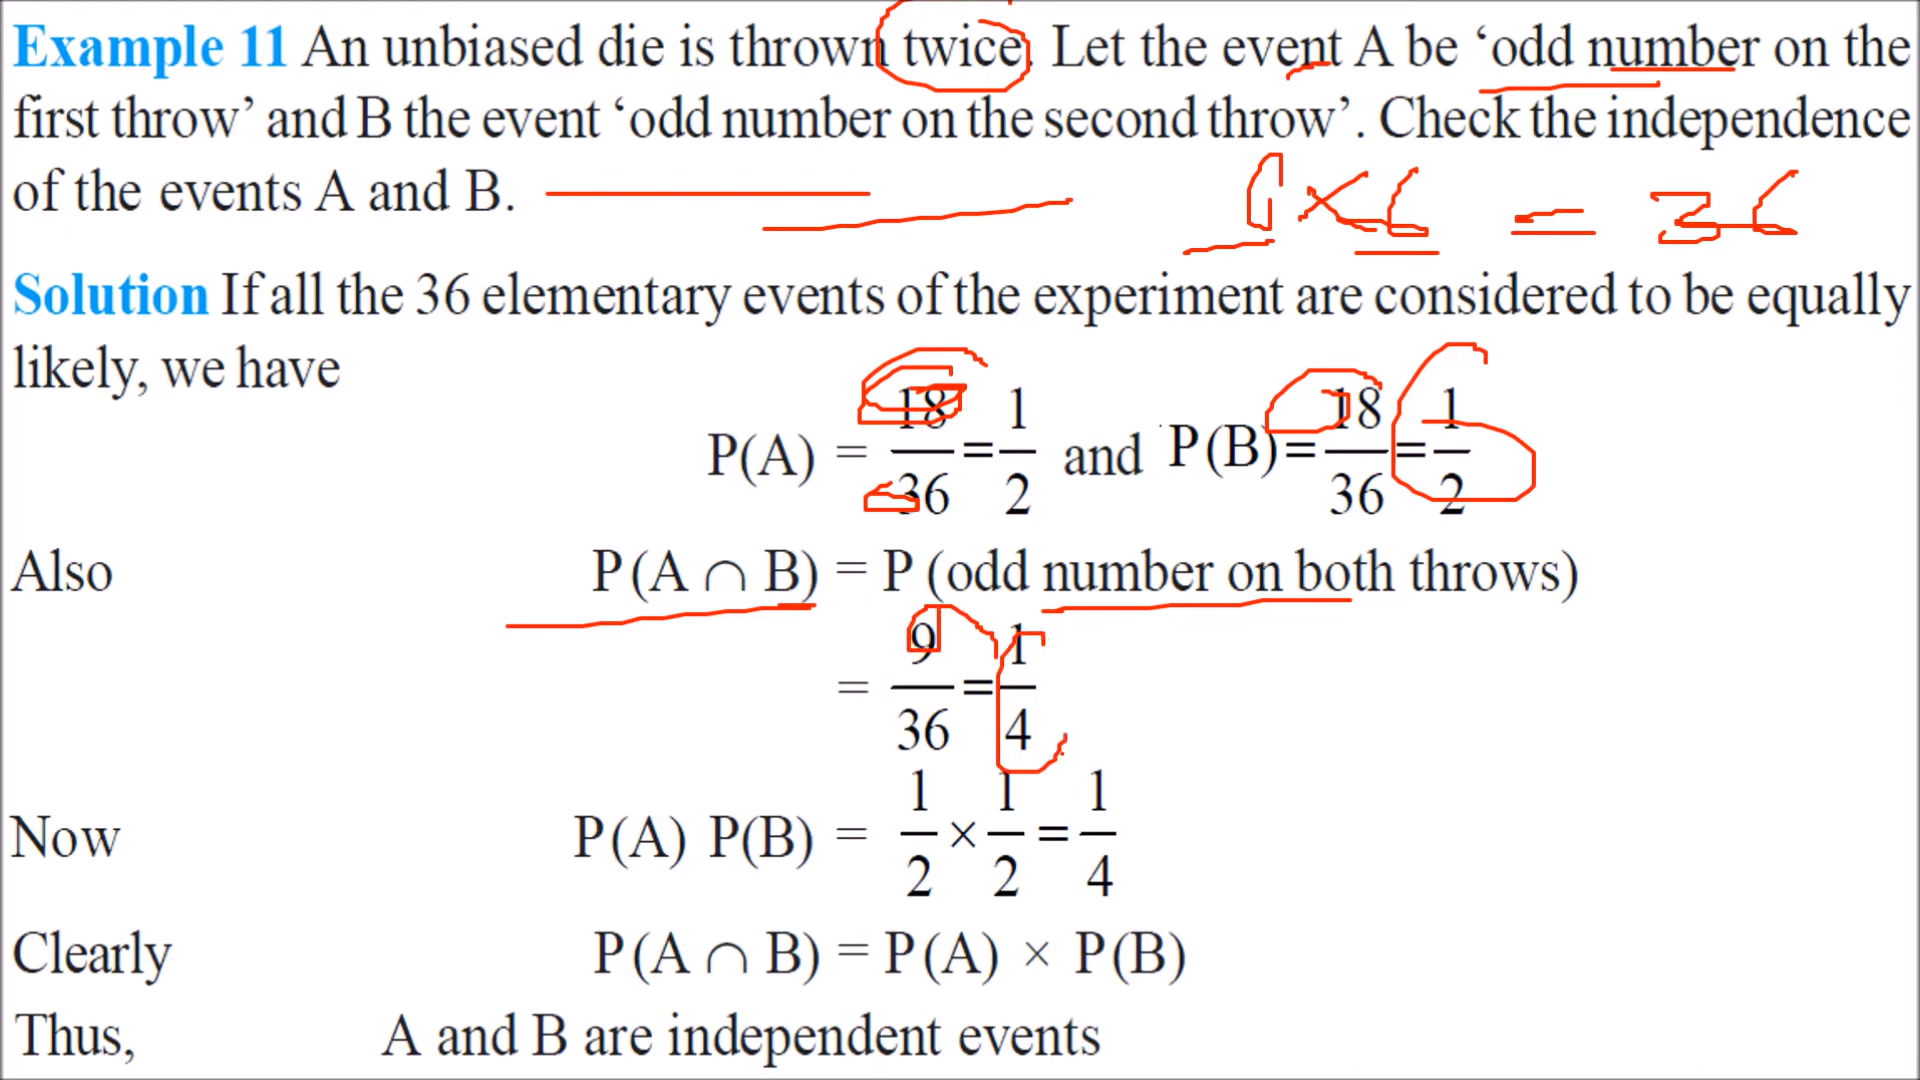 Example 11 An unbiased die is thrown twice. Let the event A be ‘odd number on the
first throw’ and B the event ‘odd number on the second throw’. Check the independence
of the events A and B.
6 × 6 = 36
Solution If all the 36 elementary events of the experiment are considered to be equally
likely, we have
P(A) = 18/36 = 1/2 and P(B) = 18/36 = 1/2
Also P(A ∩ B) = P (odd number on both throws)
= 9/36 = 1/4
Now P(A) P(B) = 1/2 × 1/2 = 1/4
Clearly P(A ∩ B) = P(A) × P(B)
Thus, A and B are independent events